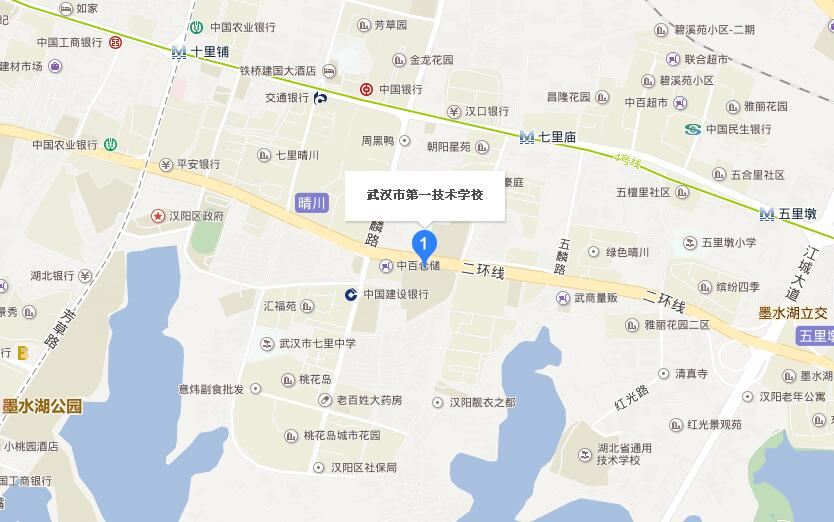 如家
芳草园
碧溪苑小区-二期
中国农业银行
中国工商银行
十里铺
金龙花园
联合超市
建材市场
铁桥建国大酒店
中国银行
碧溪苑小区
交通银行
昌隆花园
中百超市
雅丽花园
汉口银行
中国民生银行
中国农业银行
周黑鸭
朝阳星苑
七里庙
七里晴川
4号线
平安银行
五合里社区
豪庭
五檀里社区
武汉市第一技术学校
晴川
汉阳区政府
五里墩
麟路
1
五里墩小学
五麟路
绿色晴川
江城大道
中百仓储
二环线
湖北银行
缤纷四季
中国建设银行
武商量贩
二环线
汇福苑
景秀
芳草路
墨水湖立交
雅丽花园二区
五里墩
武汉市七里中学
行
清真寺
墨水湖
桃花岛
意炜副食批发
老百姓大药房
汉阳靓衣之都
红光路
汉阳老年公寓
墨水湖公园
红光景观苑
桃花岛城市花园
小桃园酒店
湖北省通用
技术学校
汉阳区社保局
中国工商银行